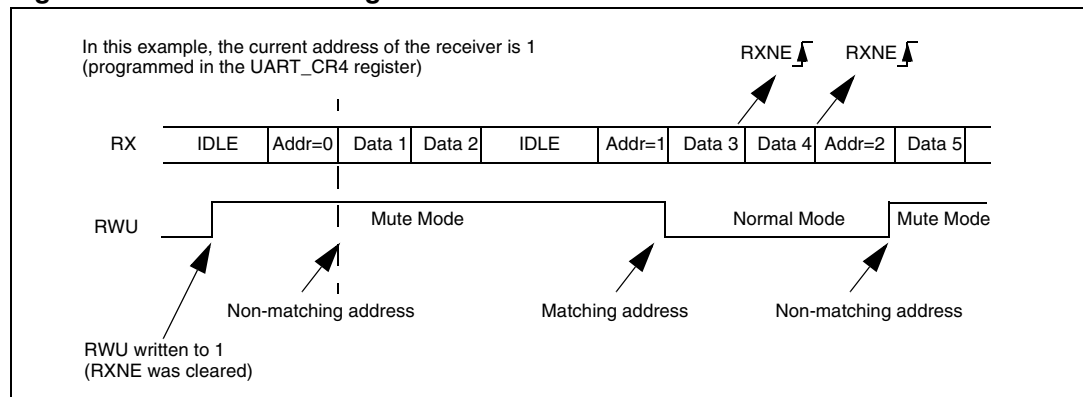 In this example, the current address of the receiver is 1
(programmed in the UART_CR4 register)
RXNE RXNE
RX IDLE Addr=0 Data 1 Data 2 IDLE Addr=1 Data 3 Data 4 Addr=2 Data 5
RWU Mute Mode Normal Mode Mute Mode
Non-matching address Matching address Non-matching address
RWU written to 1
(RXNE was cleared)